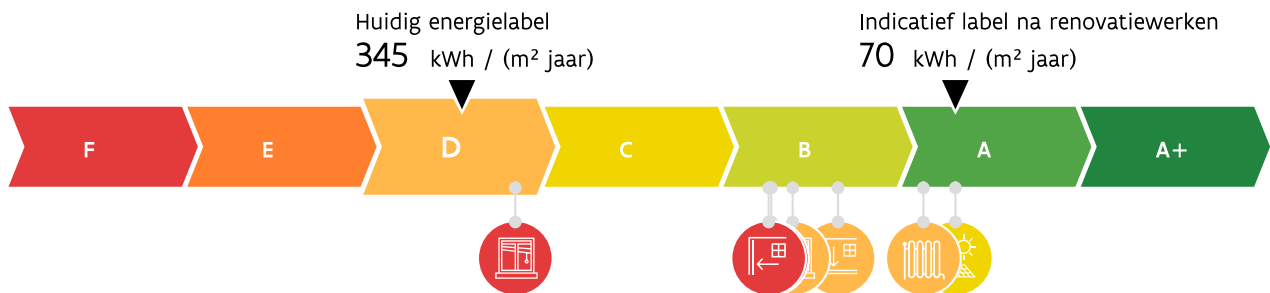 Huidig energielabel
345 kWh / (m² jaar)
Indicatief label na renovatiewerken
70 kWh / (m² jaar)
F E D C B A A+